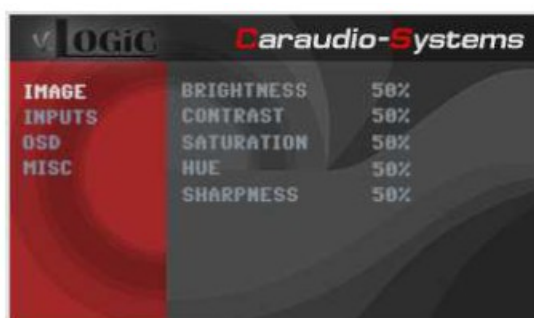 v LOGiC Caraudio-Systems
IMAGE BRIGHTNESS 50%
INPUTS CONTRAST 50%
OSD SATURATION 50%
MISC HUE 50%
SHARPNESS 50%